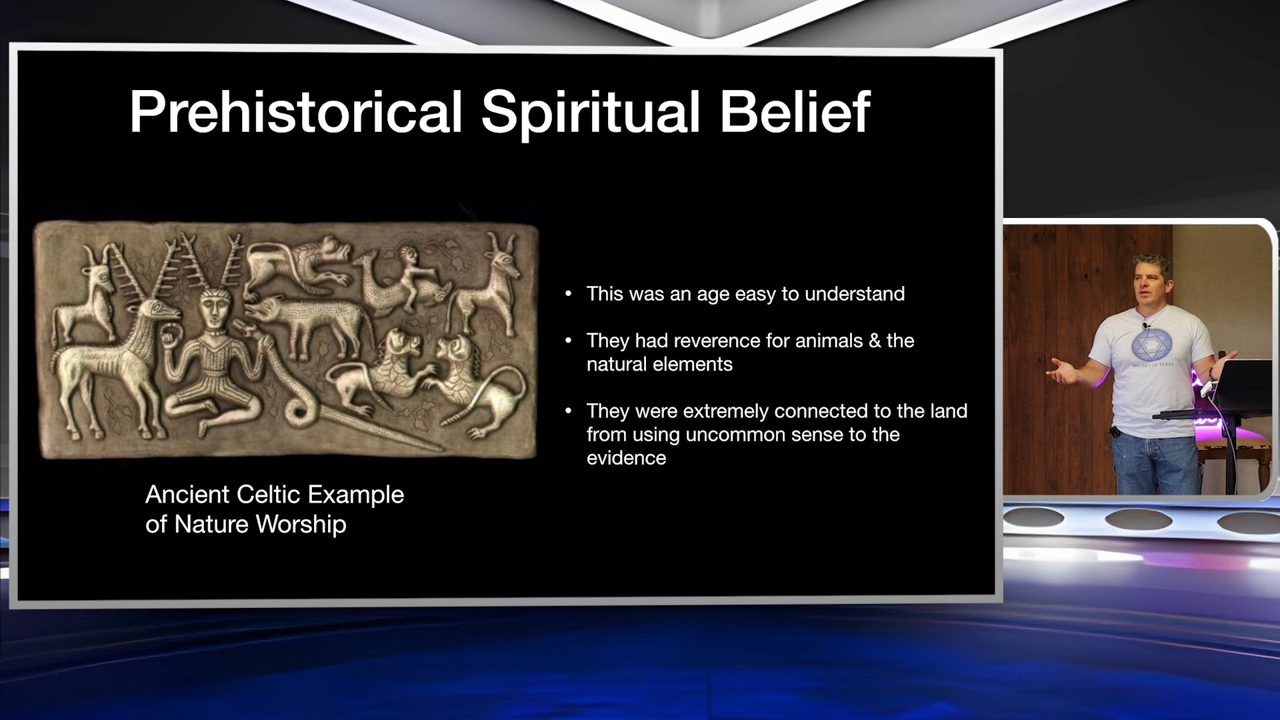 Prehistorical Spiritual Belief
This was an age easy to understand
They had reverence for animals & the
natural elements
They were extremely connected to the land
from using uncommon sense to the
evidence
Ancient Celtic Example
of Nature Worship